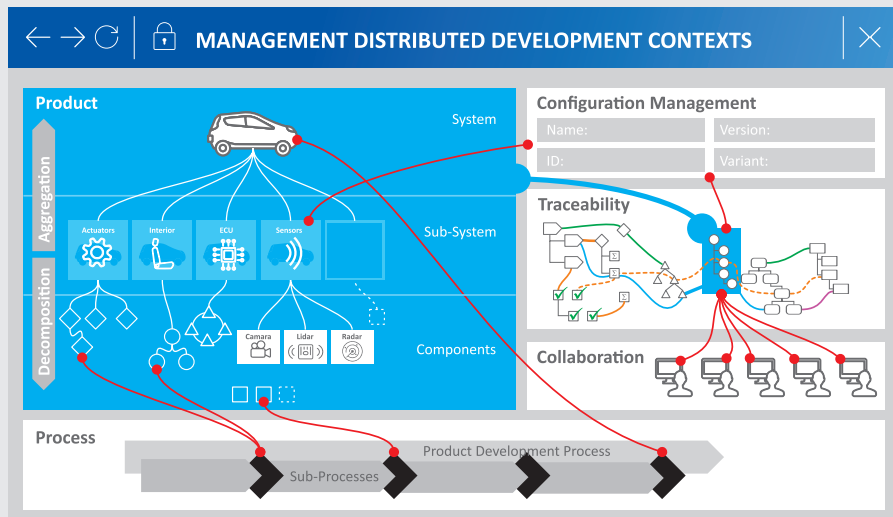 MANAGEMENT DISTRIBUTED DEVELOPMENT CONTEXTS
Product
System
Aggregation
Decomposition
Actuators
Interior
ECU
Sensors
Sub-System
Camara
Lidar
Radar
Components
Configuration Management
Name:
Version:
ID:
Variant:
Traceability
Σ
Σ
Σ
Collaboration
Process
Product Development Process
Sub-Processes